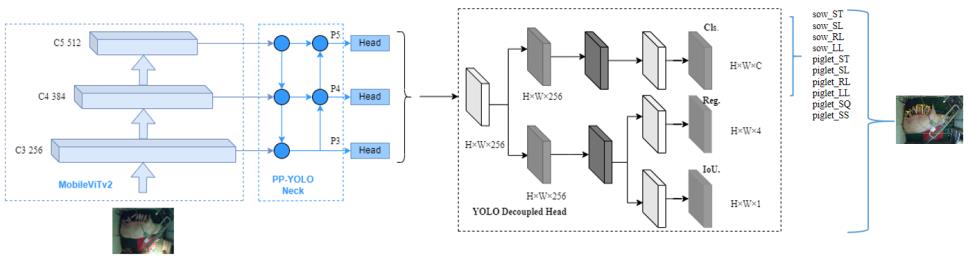 C5 512
C4 384
C3 256
MobileViTv2
P5
P4
P3
Head
Head
Head
PP-YOLO
Neck
H×W×256
H×W×256
H×W×256
YOLO Decoupled Head
Cls.
H×W×C
Reg.
H×W×4
IoU.
H×W×1
sow_ST
sow_SL
sow_RL
sow_LL
piglet_ST
piglet_SL
piglet_RL
piglet_LL
piglet_SQ
piglet_SS